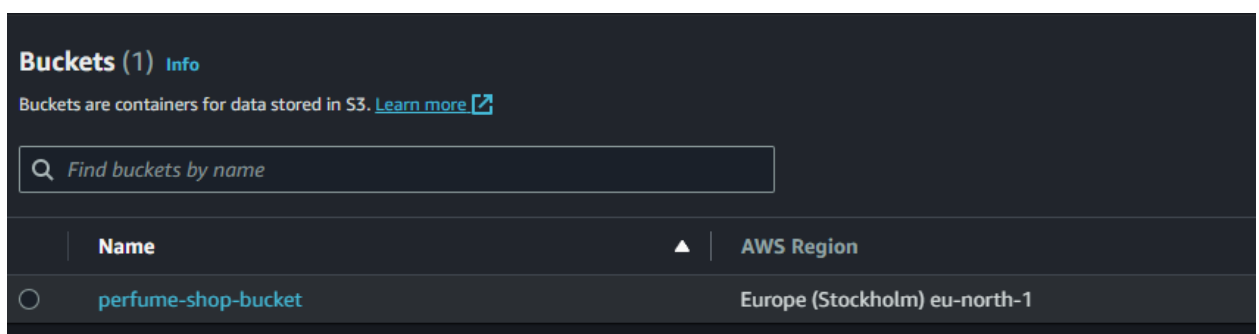 Buckets (1) Info
Buckets are containers for data stored in S3. Learn more
Find buckets by name
Name AWS Region
perfume-shop-bucket Europe (Stockholm) eu-north-1